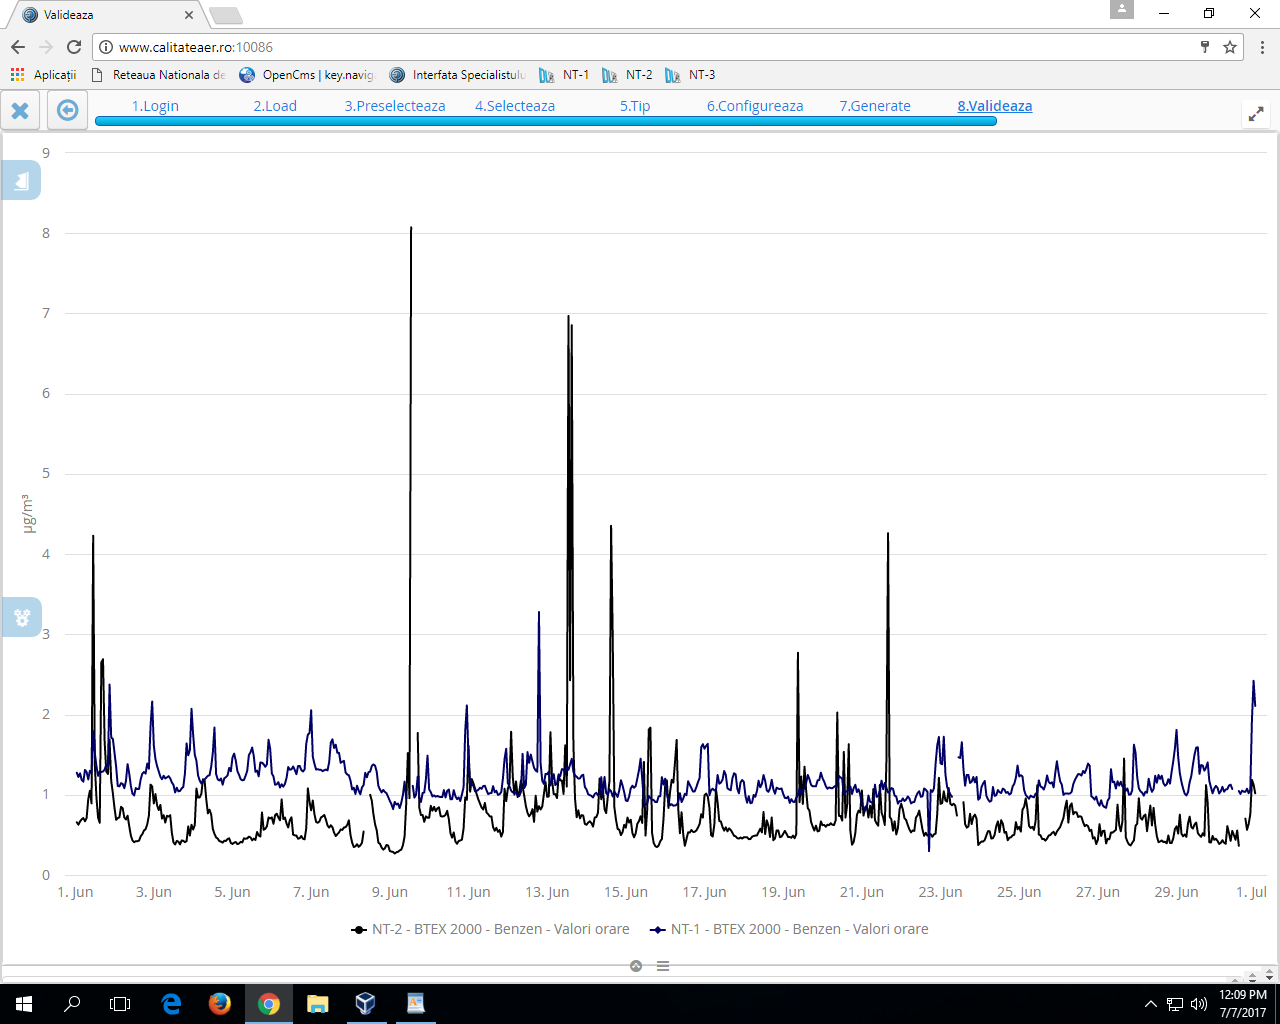 Valideaza
www.calitateaer.ro:10086
Aplicații
Reteaua Nationala de
OpenCms | key.navig
Interfata Specialistulu
NT-1
NT-2
NT-3
1.Login
2.Load
3.Preselecteaza
4.Selecteaza
5.Tip
6.Configureaza
7.Generate
8.Valideaza
9
8
7
6
5
4
3
2
1
0
µg/m³
1. Jun
3. Jun
5. Jun
7. Jun
9. Jun
11. Jun
13. Jun
15. Jun
17. Jun
19. Jun
21. Jun
23. Jun
25. Jun
27. Jun
29. Jun
1. Jul
NT-2 - BTEX 2000 - Benzen - Valori orare
NT-1 - BTEX 2000 - Benzen - Valori orare
12:09 PM
7/7/2017